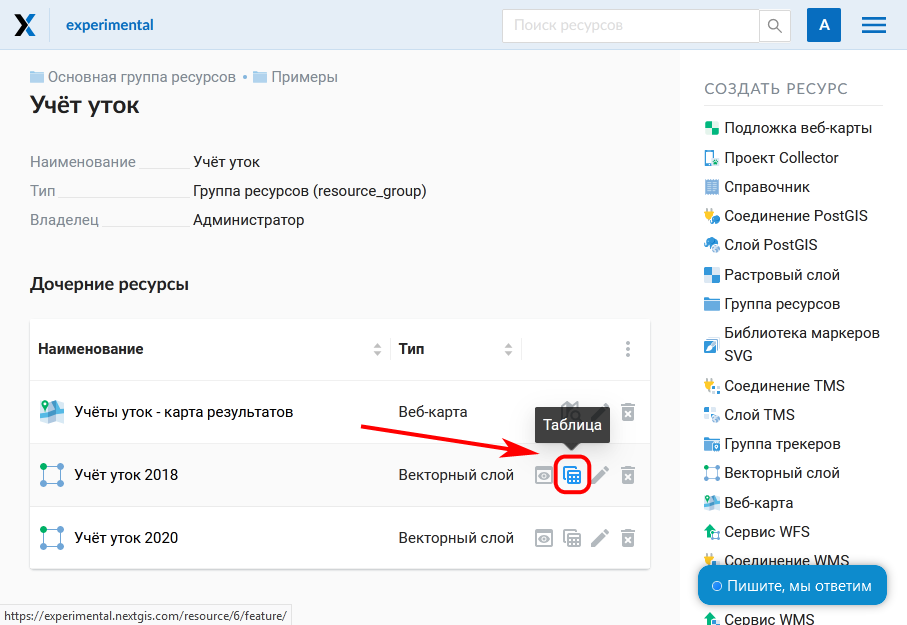 experimental
Поиск ресурсов
A
Основная группа ресурсов • Примеры
Учёт уток
Наименование Учёт уток
Тип Группа ресурсов (resource_group)
Владелец Администратор
Дочерние ресурсы
Наименование Тип
Учёты уток - карта результатов Веб-карта
Таблица
Учёт уток 2018 Векторный слой
Учёт уток 2020 Векторный слой
https://experimental.nextgis.com/resource/6/feature/
СОЗДАТЬ РЕСУРС
Подложка веб-карты
Проект Collector
Справочник
Соединение PostGIS
Слой PostGIS
Растровый слой
Группа ресурсов
Библиотека маркеров
SVG
Соединение TMS
Слой TMS
Группа трекеров
Векторный слой
Веб-карта
Сервис WFS
Соединение WMS
Пишите, мы ответим
Сервис WMS